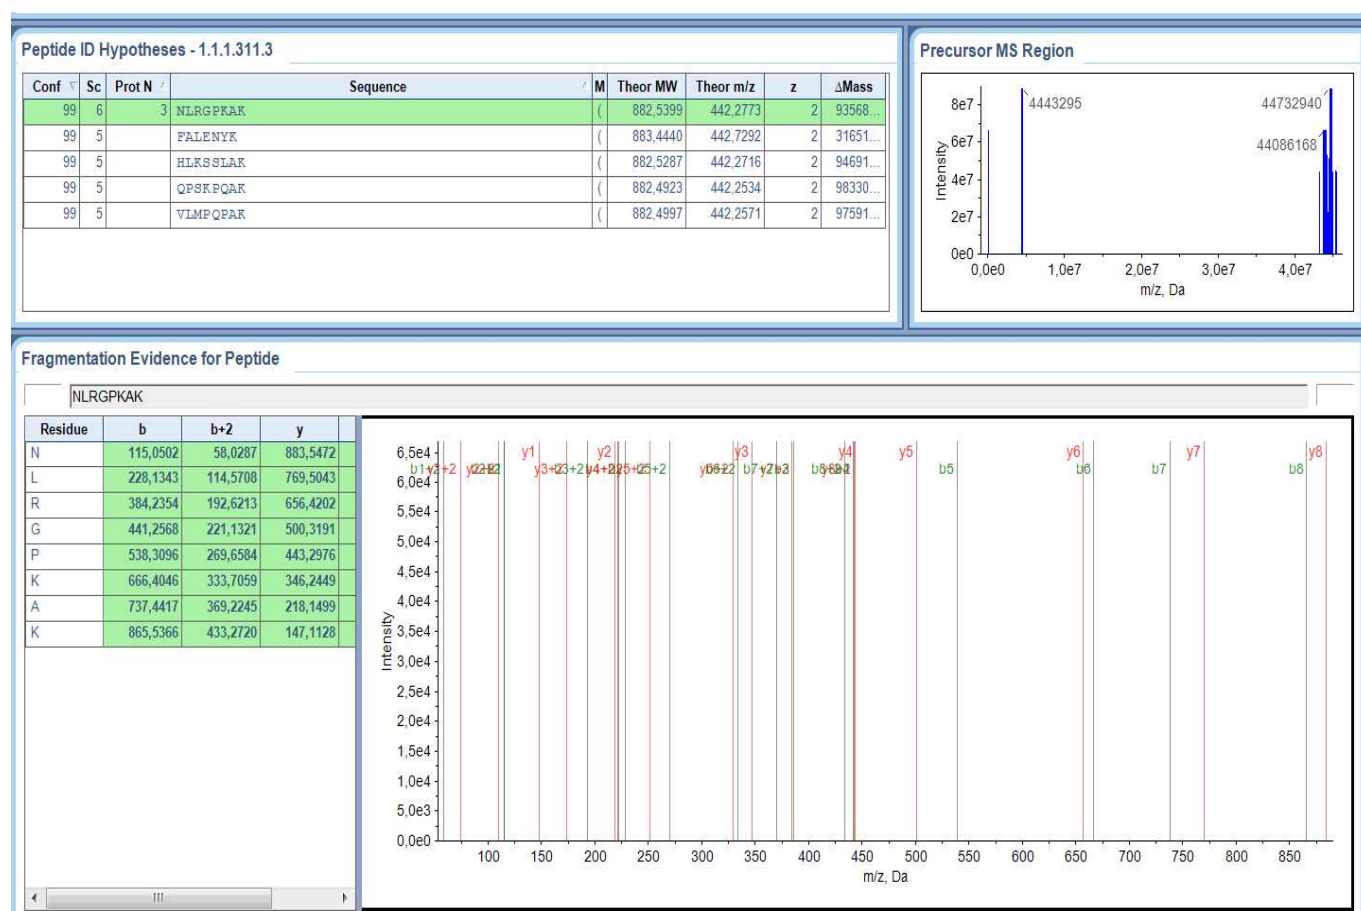 Peptide ID Hypotheses - 1.1.1.311.3
Conf Sc Prot N Sequence M Theor MW Theor m/z z ΔMass
99 6 3 NLRGPKAK ( 882,5399 442,2773 2 93568...
99 5 FALENYK ( 883,4440 442,7292 2 31651...
99 5 HLKSSLAK ( 882,5287 442,2716 2 94691...
99 5 QPSKPQAK ( 882,4923 442,2534 2 98330...
99 5 VLMPQPAK ( 882,4997 442,2571 2 97591...
Precursor MS Region
8e7
6e7
4e7
2e7
0e0
Intensity
4443295
44732940
44086168
0,0e0 1,0e7 2,0e7 3,0e7 4,0e7
m/z, Da
Fragmentation Evidence for Peptide
NLRGPKAK
Residue b b+2 y
N 115,0502 58,0287 883,5472
L 228,1343 114,5708 769,5043
R 384,2354 192,6213 656,4202
G 441,2568 221,1321 500,3191
P 538,3096 269,6584 443,2976
K 666,4046 333,7059 346,2449
A 737,4417 369,2245 218,1499
K 865,5366 433,2720 147,1128
y1 y2 y3 y4 y5 y6 y7 y8
b5 b6 b7 b8
6,5e4
6,0e4
5,5e4
5,0e4
4,5e4
4,0e4
3,5e4
3,0e4
2,5e4
2,0e4
1,5e4
1,0e4
5,0e3
0,0e0
Intensity
100 150 200 250 300 350 400 450 500 550 600 650 700 750 800 850
m/z, Da